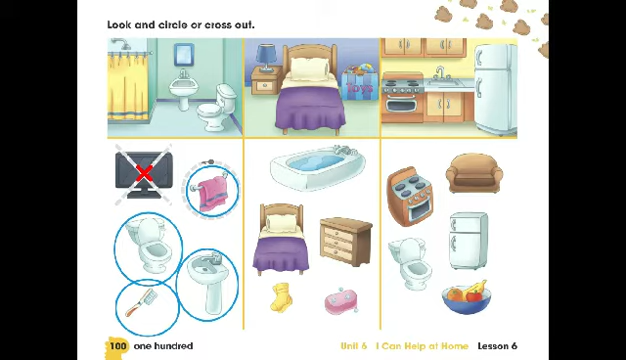 Look and circle or cross out.
Toys
100 one hundred
Unit 6 I Can Help at Home Lesson 6